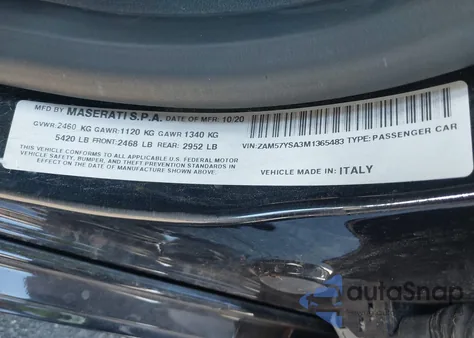 MFD BY MASERATI S.P.A. DATE OF MFR: 10/20
GVWR:2460 KG GAWR:1120 KG GAWR 1340 KG
5420 LB FRONT:2468 LB REAR: 2952 LB
THIS VEHICLE CONFORMS TO ALL APPLICABLE U.S. FEDERAL MOTOR
VEHICLE SAFETY, BUMPER, AND THEFT PREVENTION STANDARDS IN
EFFECT ON THE DATE OF MANUFACTURE SHOWN ABOVE.
VIN:ZAM57YSA3M1365483 TYPE:PASSENGER CAR
MADE IN: ITALY
autoSnap